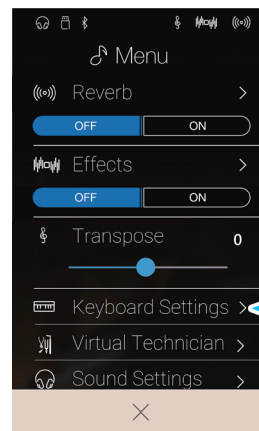 Menu
Reverb
OFF ON
Effects
OFF ON
Transpose 0
Keyboard Settings
Virtual Technician
Sound Settings